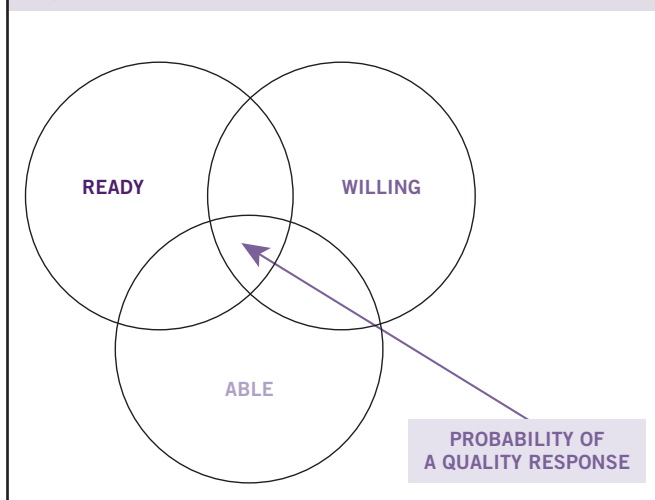 READY
WILLING
ABLE
PROBABILITY OF
A QUALITY RESPONSE